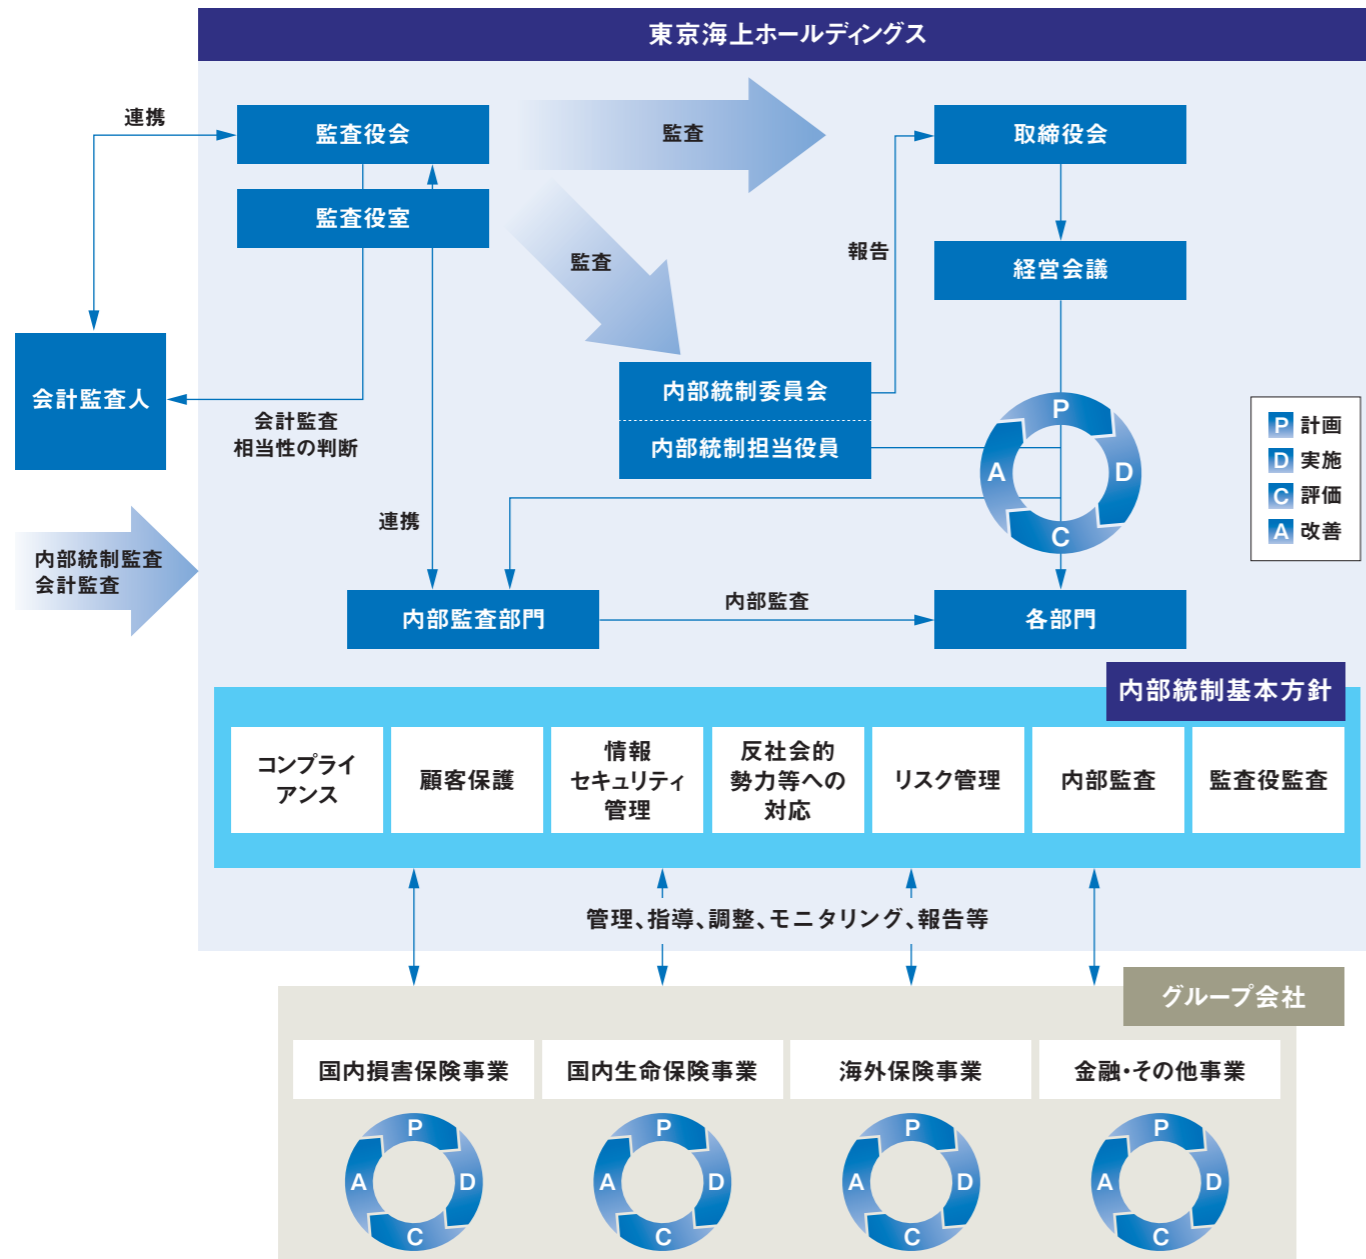 東京海上ホールディングス
連携
監査役会
監査
取締役会
監査役室
監査
報告
経営会議
会計監査人
会計監査
相当性の判断
内部統制委員会
内部統制担当役員
P
D
C
A
P 計画
D 実施
C 評価
A 改善
連携
内部統制監査
会計監査
内部監査部門
内部監査
各部門
内部統制基本方針
コンプライ
アンス
顧客保護
情報
セキュリティ
管理
反社会的
勢力等への
対応
リスク管理
内部監査
監査役監査
管理、指導、調整、モニタリング、報告等
グループ会社
国内損害保険事業
国内生命保険事業
海外保険事業
金融・その他事業
P
D
C
A
P
D
C
A
P
D
C
A
P
D
C
A